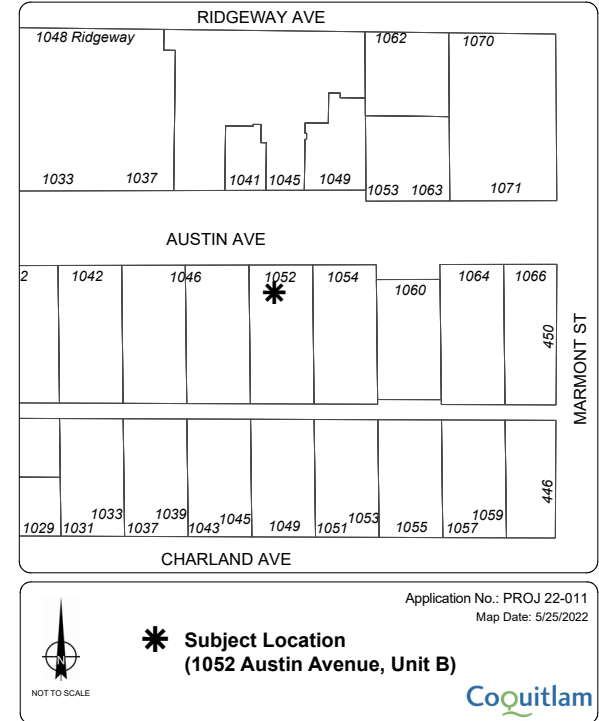 RIDGEWAY AVE
1048 Ridgeway
1062
1070
1033
1037
1041
1045
1049
1053
1063
1071
AUSTIN AVE
2
1042
1046
1052
1054
1060
1064
1066
450
MARMONT ST
446
1029
1031
1033
1037
1039
1043
1045
1049
1051
1053
1055
1057
1059
CHARLAND AVE
Application No.: PROJ 22-011
Map Date: 5/25/2022
N
NOT TO SCALE
Subject Location
(1052 Austin Avenue, Unit B)
Coquitlam